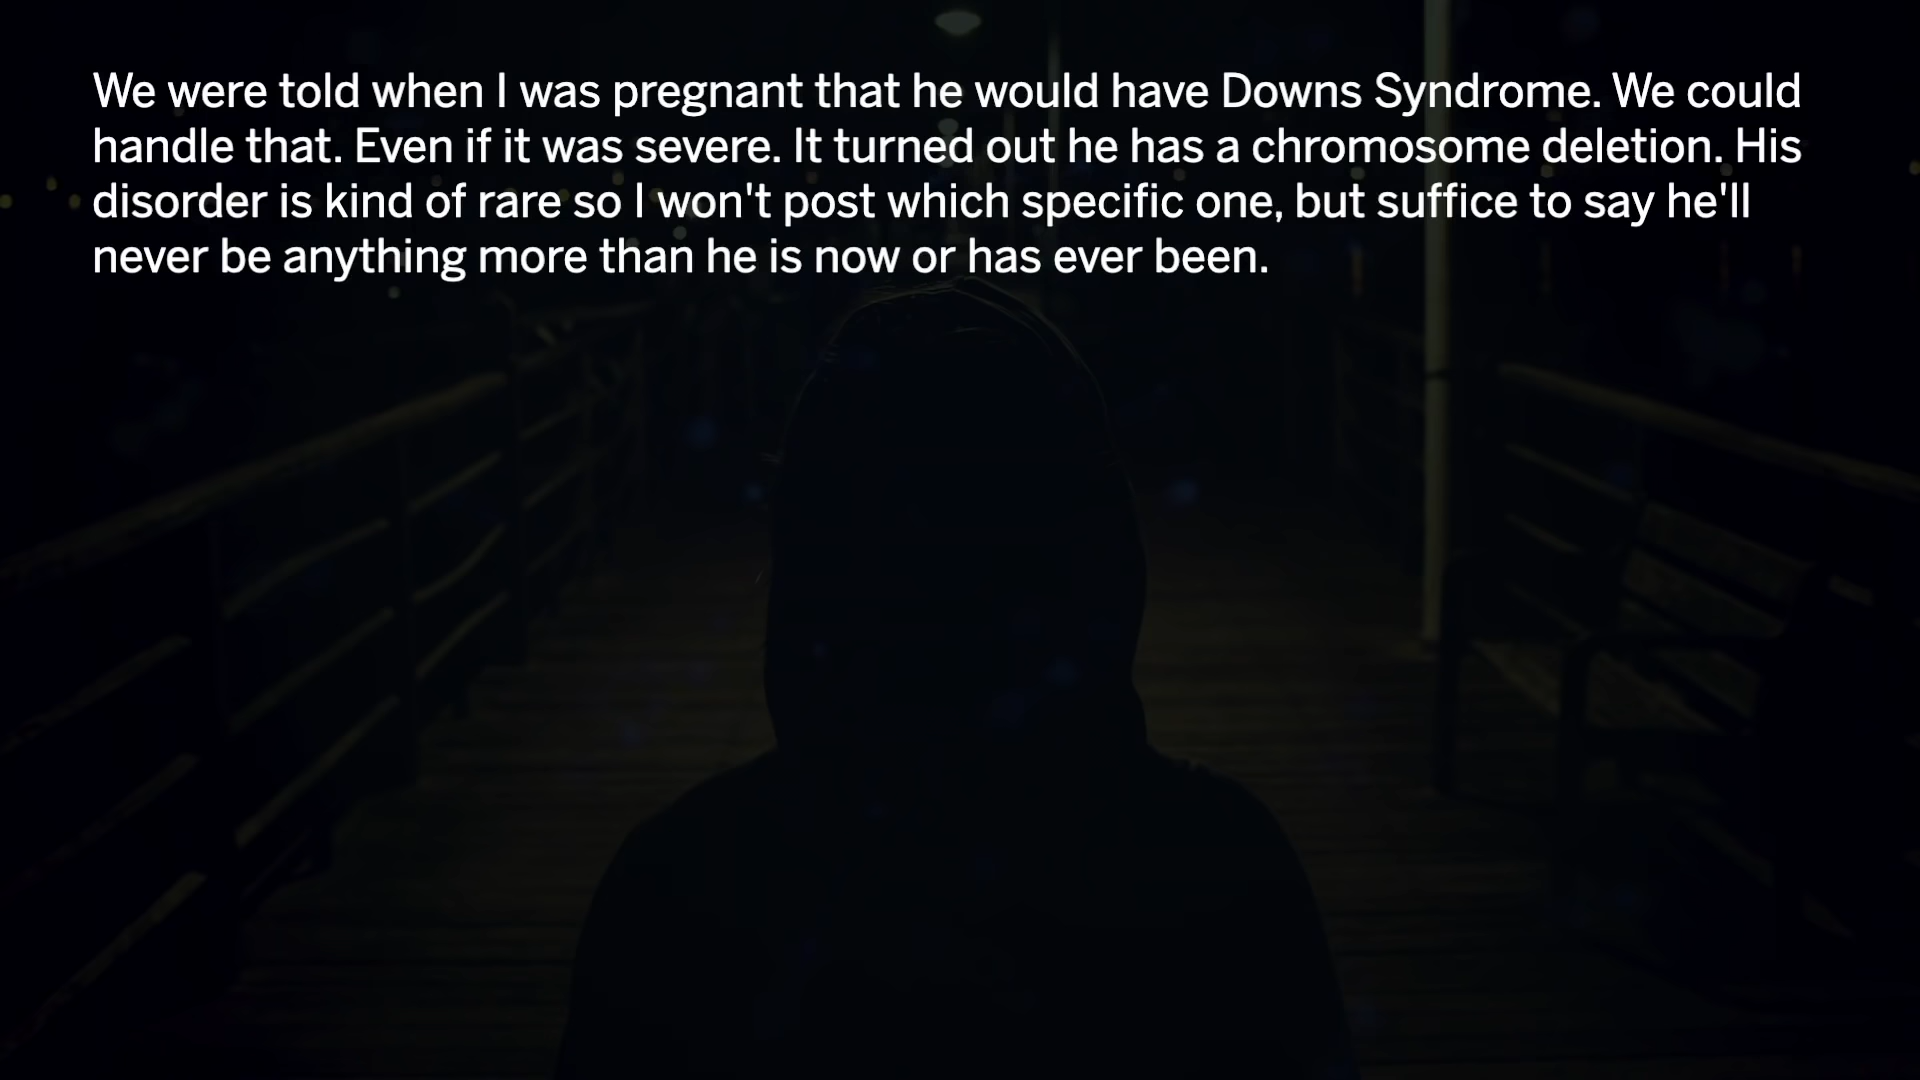 We were told when I was pregnant that he would have Downs Syndrome. We could
handle that. Even if it was severe. It turned out he has a chromosome deletion. His
disorder is kind of rare so I won't post which specific one, but suffice to say he'll
never be anything more than he is now or has ever been.